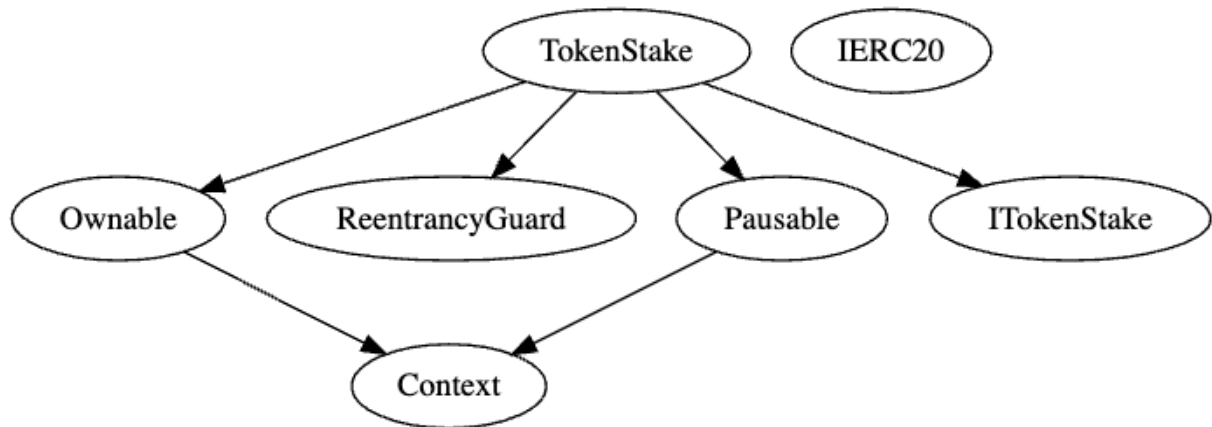 TokenStake
IERC20
Ownable
ReentrancyGuard
Pausable
ITokenStake
Context